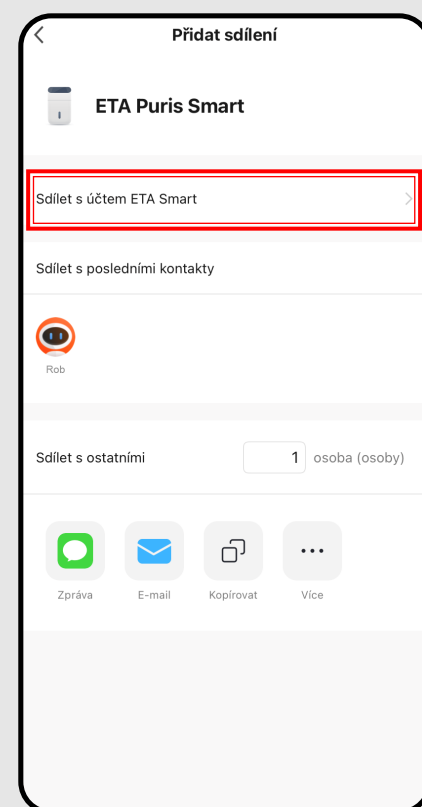 Přidat sdílení
ETA Puris Smart
Sdílet s účtem ETA Smart
Sdílet s posledními kontakty
Rob
Sdílet s ostatními 1 osoba (osoby)
Zpráva E-mail Kopírovat Více